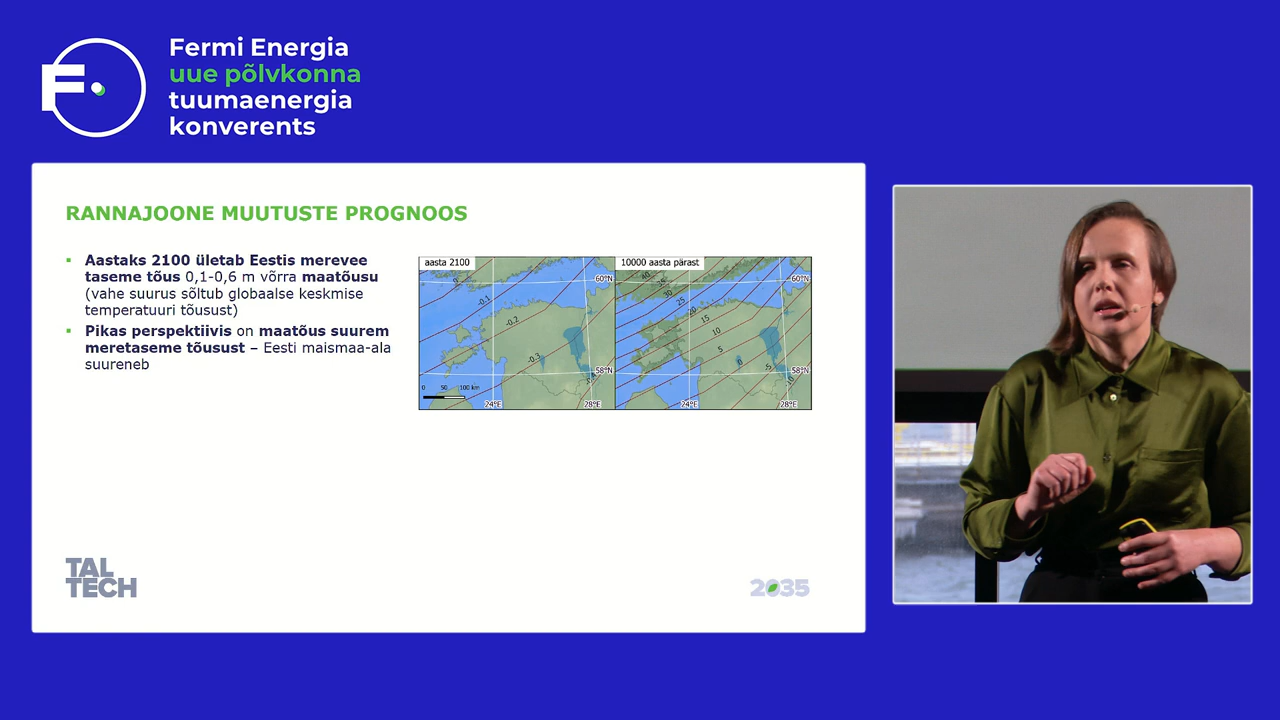 Fermi Energia
uue põlvkonna
tuumaenergia
konverents
RANNAJOONE MUUTUSTE PROGNOOS
Aastaks 2100 ületab Eestis merevee
taseme tõus 0,1-0,6 m võrra maatõusu
(vahe suurus sõltub globaalse keskmise
temperatuuri tõusust)
Pikas perspektiivis on maatõus suurem
meretaseme tõusust – Eesti maismaa-ala
suureneb
aasta 2100
0
-0.1
-0.2
-0.3
60°N
58°N
0 50 100 km
24°E
28°E
10000 aasta pärast
40
30
25
20
15
10
5
0
-5
-10
60°N
58°N
24°E
28°E
TAL
TECH
2035